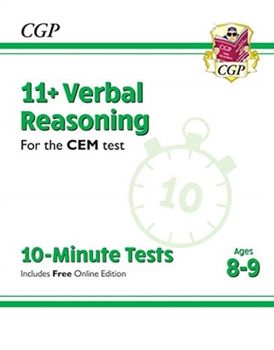 CGP
CGP
11+ Verbal
Reasoning
For the CEM test
10
10-Minute Tests
Includes Free Online Edition
Ages
8-9